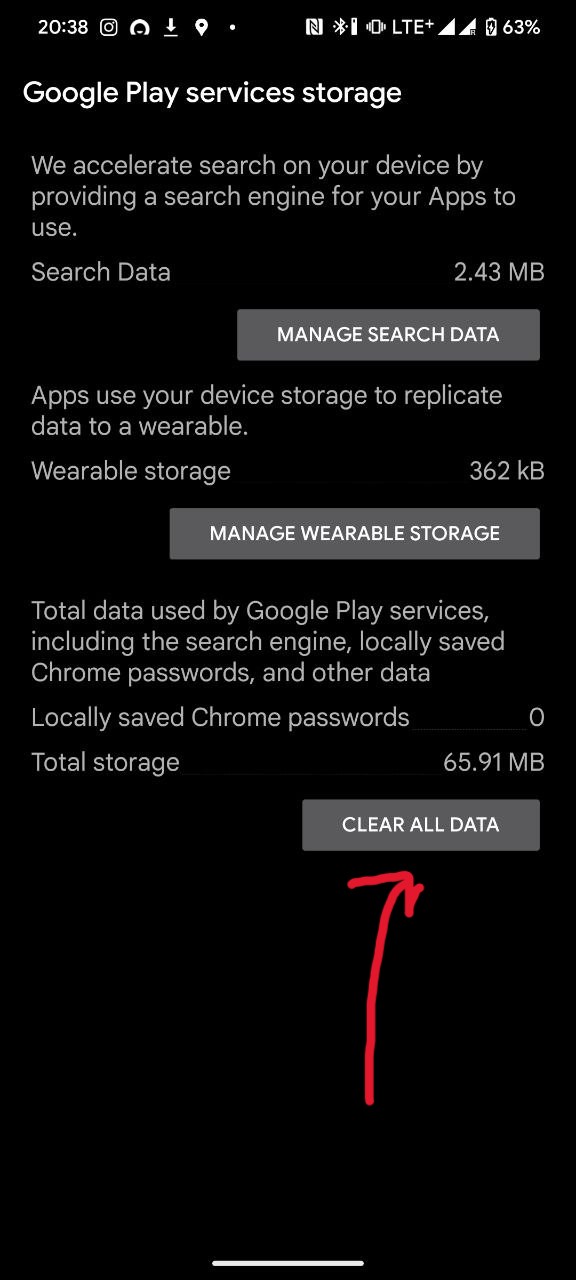 20:38 LTE+ 63%
Google Play services storage
We accelerate search on your device by
providing a search engine for your Apps to
use.
Search Data 2.43 MB
MANAGE SEARCH DATA
Apps use your device storage to replicate
data to a wearable.
Wearable storage 362 kB
MANAGE WEARABLE STORAGE
Total data used by Google Play services,
including the search engine, locally saved
Chrome passwords, and other data
Locally saved Chrome passwords 0
Total storage 65.91 MB
CLEAR ALL DATA